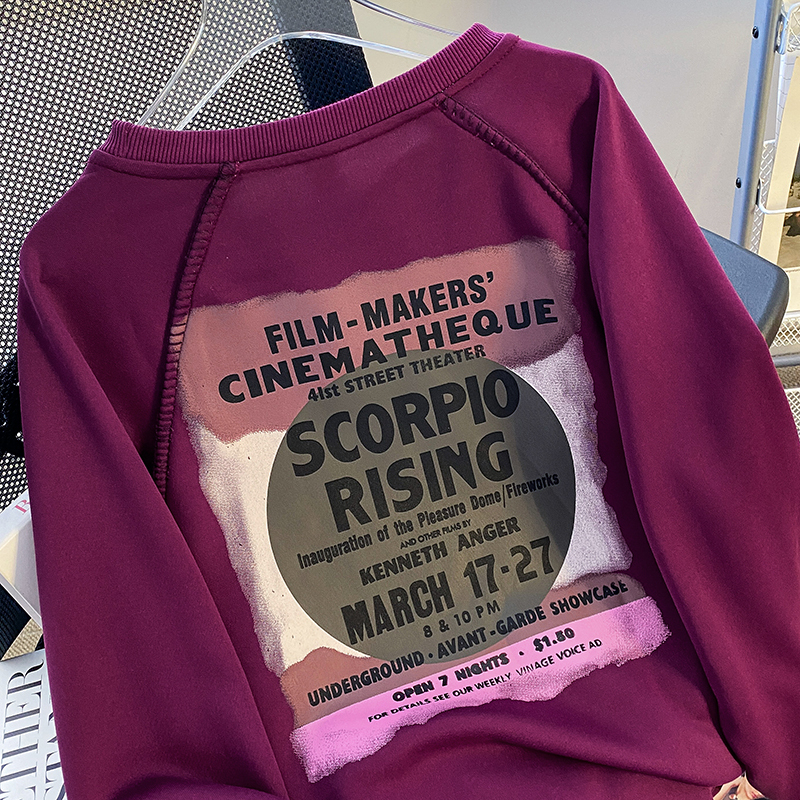 FILM-MAKERS'
CINEMATHEQUE
41st STREET THEATER
SCORPIO
RISING
Inauguration of the Pleasure Dome/Fireworks
AND OTHER FILMS BY
KENNETH ANGER
MARCH 17-27
8 & 10 PM
UNDERGROUND · AVANT-GARDE SHOWCASE
OPEN 7 NIGHTS · $1.50
FOR DETAILS SEE OUR WEEKLY VINAGE VOICE AD